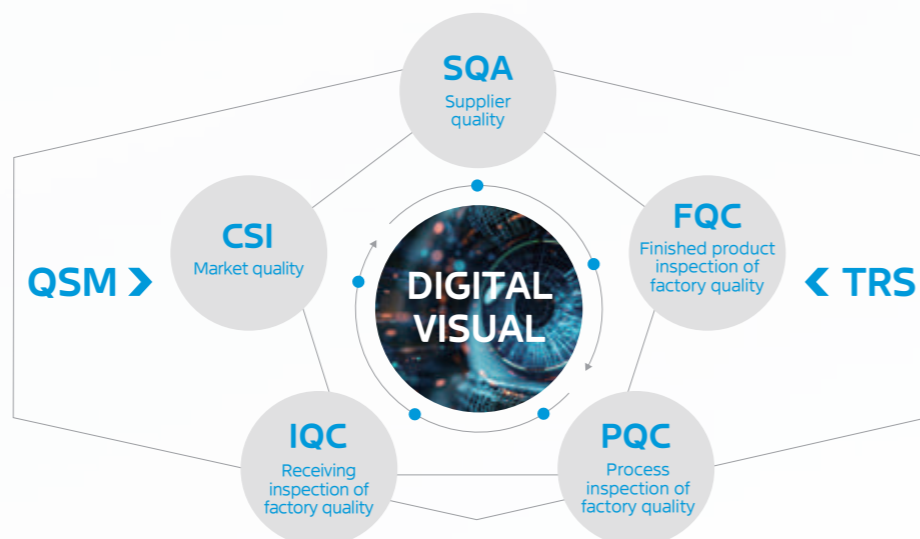 SQA
Supplier
quality
CSI
Market quality
FQC
Finished product
inspection of
factory quality
QSM
DIGITAL
VISUAL
TRS
IQC
Receiving
inspection of
factory quality
PQC
Process
inspection of
factory quality